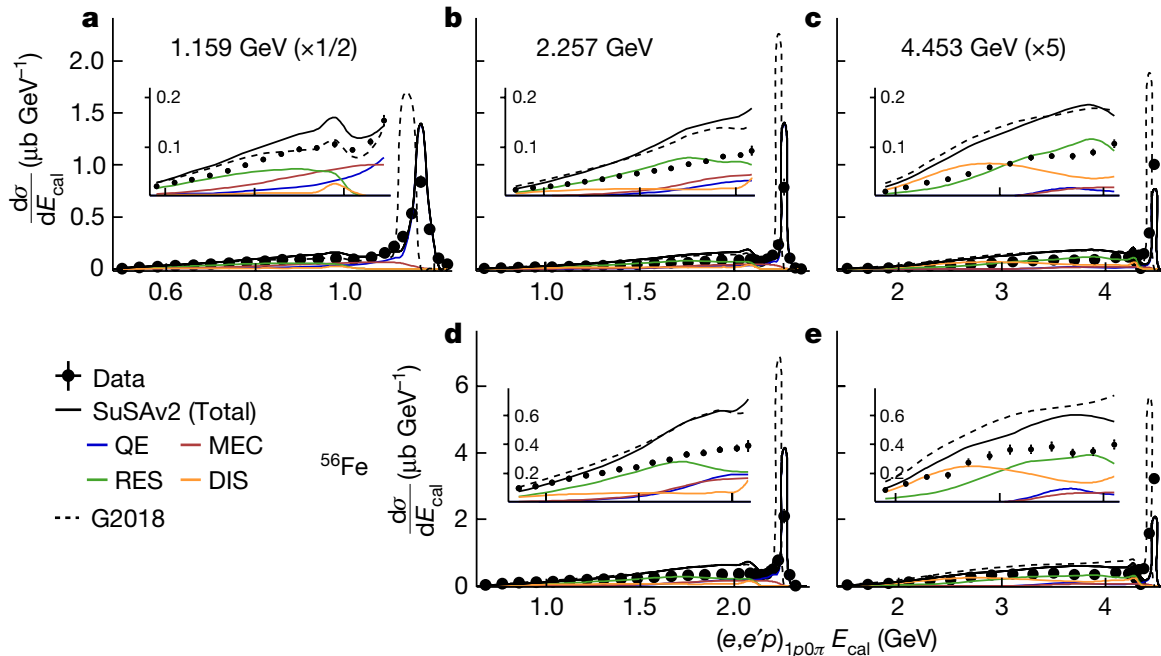 a
1.159 GeV (×1/2)
b
2.257 GeV
c
4.453 GeV (×5)
dσ/dE_cal (μb GeV⁻¹)
2.0
1.5
1.0
0.5
0
0.2
0.1
0.2
0.1
0.2
0.1
0.6 0.8 1.0
1.0 1.5 2.0
2 3 4
d
e
Data
SuSAv2 (Total)
QE MEC
RES DIS
G2018
⁵⁶Fe
dσ/dE_cal (μb GeV⁻¹)
6
4
2
0
0.6
0.4
0.2
0.6
0.4
0.2
1.0 1.5 2.0
2 3 4
(e,e′p)₁ₚ₀π E_cal (GeV)